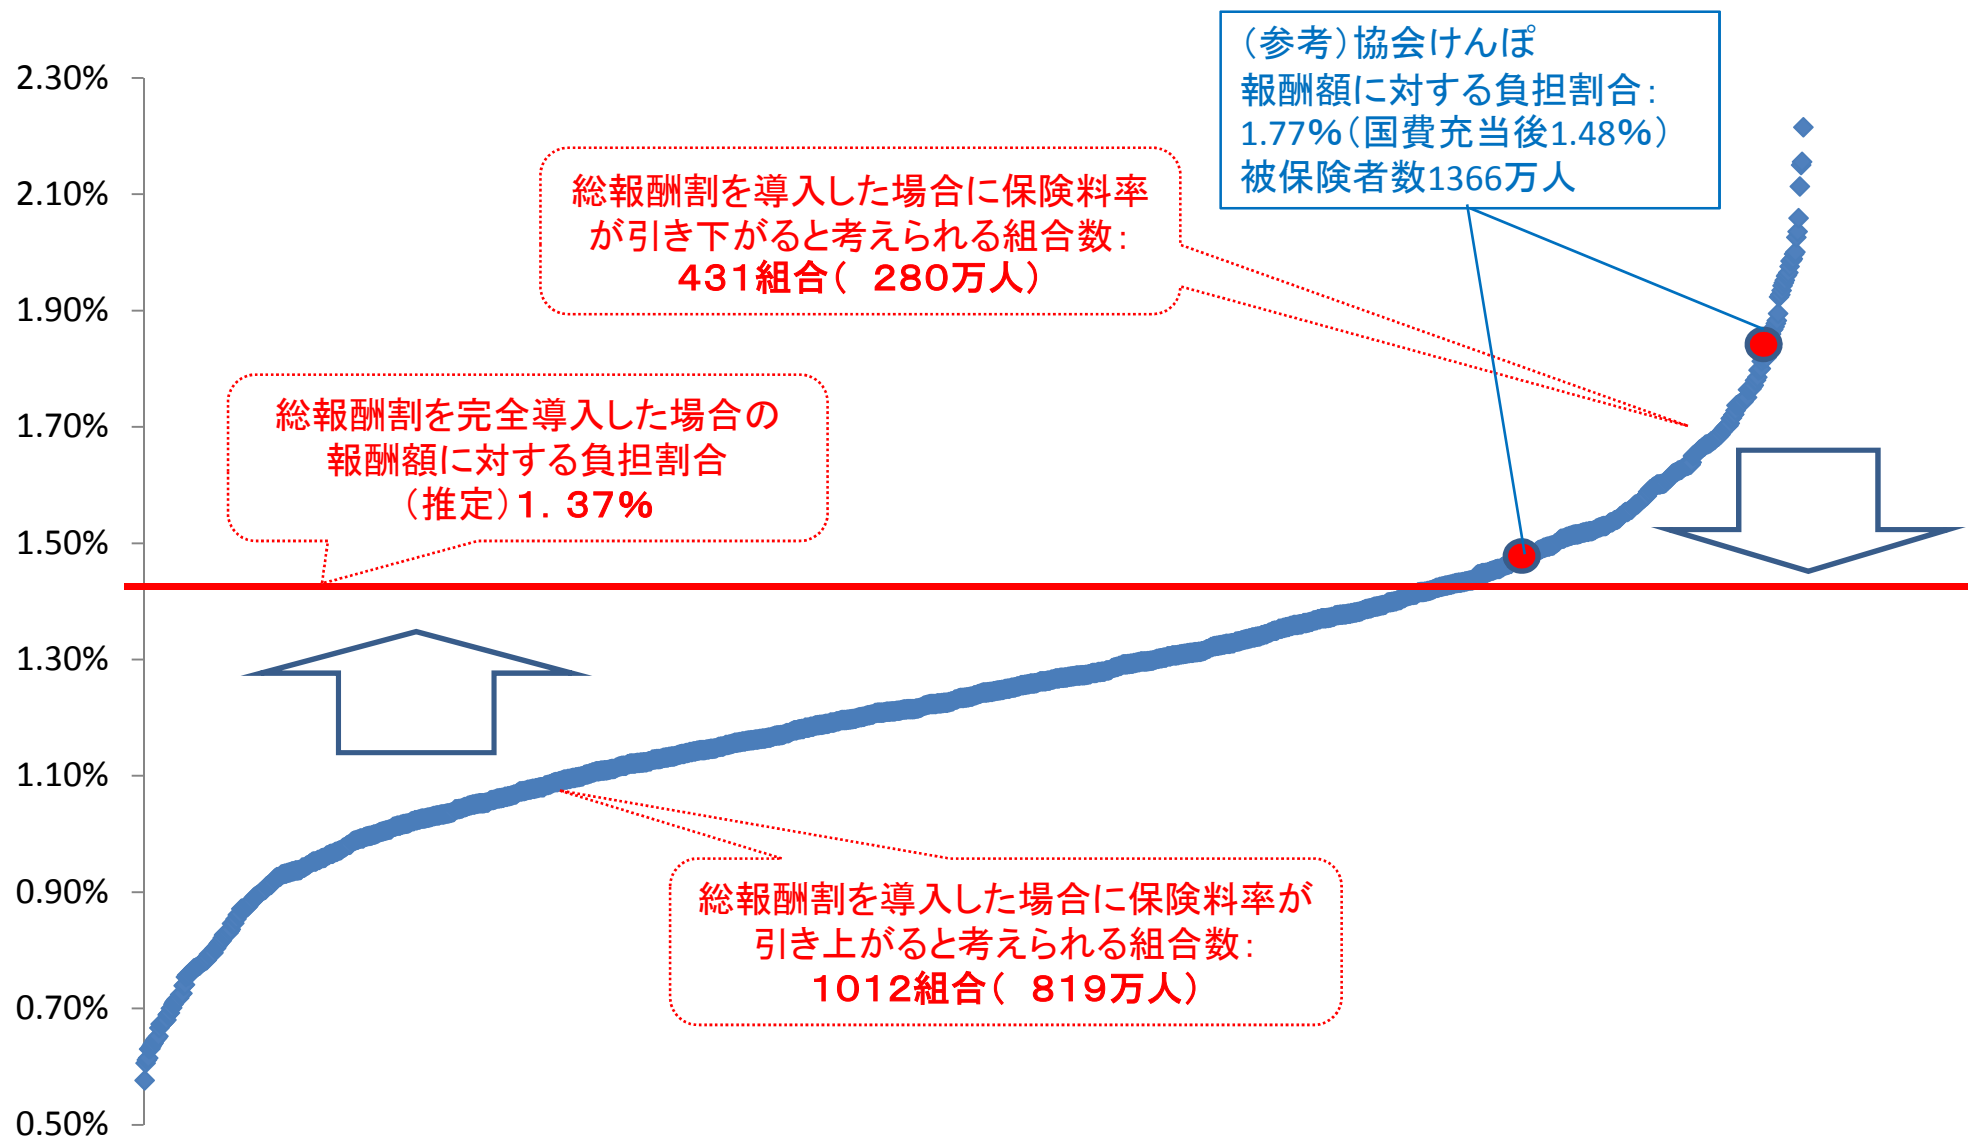 (参考)協会けんぽ
報酬額に対する負担割合:
1.77%(国費充当後1.48%)
被保険者数1366万人
総報酬割を導入した場合に保険料率
が引き下がると考えられる組合数:
431組合( 280万人)
総報酬割を完全導入した場合の
報酬額に対する負担割合
(推定)1.37%
総報酬割を導入した場合に保険料率が
引き上がると考えられる組合数:
1012組合( 819万人)
2.30%
2.10%
1.90%
1.70%
1.50%
1.30%
1.10%
0.90%
0.70%
0.50%